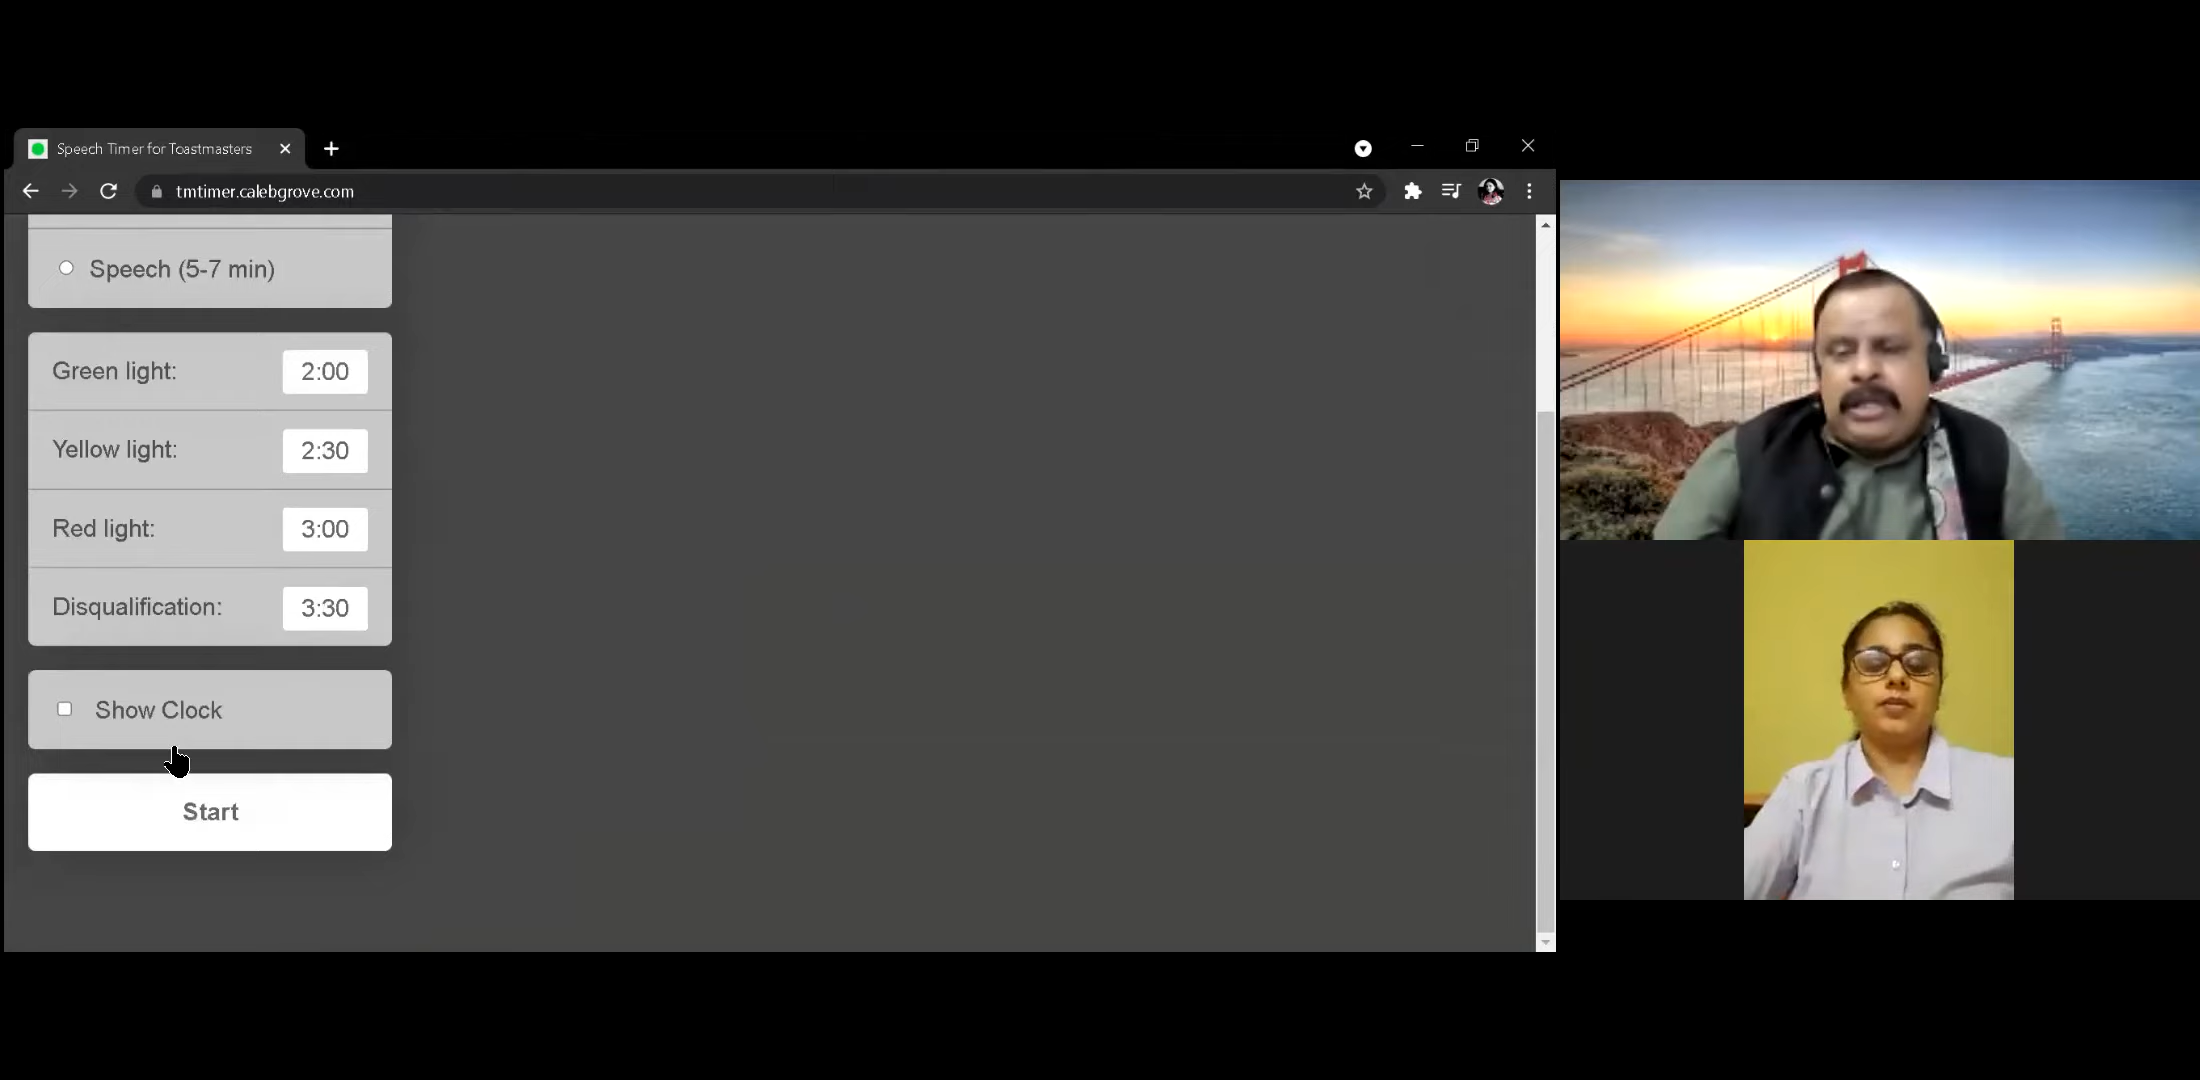 Speech Timer for Toastmasters
tmtimer.calebgrove.com
Speech (5-7 min)
Green light: 2:00
Yellow light: 2:30
Red light: 3:00
Disqualification: 3:30
Show Clock
Start